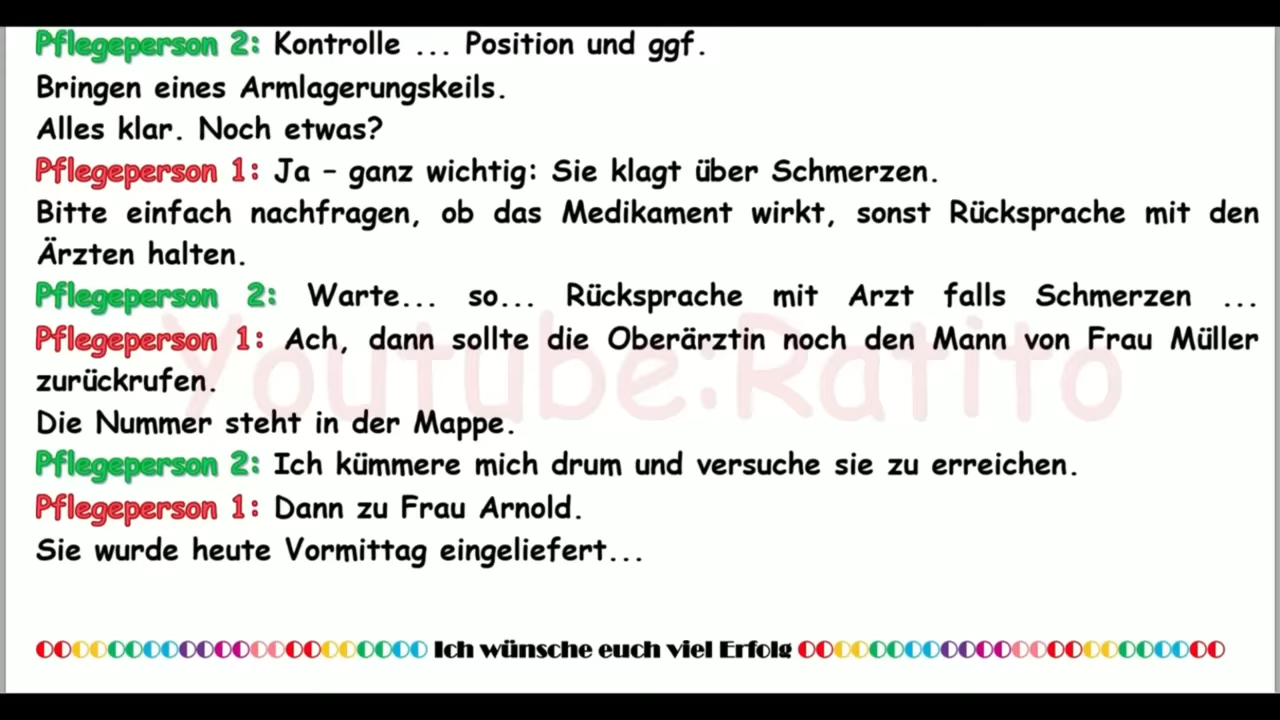 Pflegeperson 2: Kontrolle ... Position und ggf.
Bringen eines Armlagerungskeils.
Alles klar. Noch etwas?
Pflegeperson 1: Ja – ganz wichtig: Sie klagt über Schmerzen.
Bitte einfach nachfragen, ob das Medikament wirkt, sonst Rücksprache mit den
Ärzten halten.
Pflegeperson 2: Warte... so... Rücksprache mit Arzt falls Schmerzen ...
Pflegeperson 1: Ach, dann sollte die Oberärztin noch den Mann von Frau Müller
zurückrufen.
Youtube:Ratito
Die Nummer steht in der Mappe.
Pflegeperson 2: Ich kümmere mich drum und versuche sie zu erreichen.
Pflegeperson 1: Dann zu Frau Arnold.
Sie wurde heute Vormittag eingeliefert...
Ich wünsche euch viel Erfolg